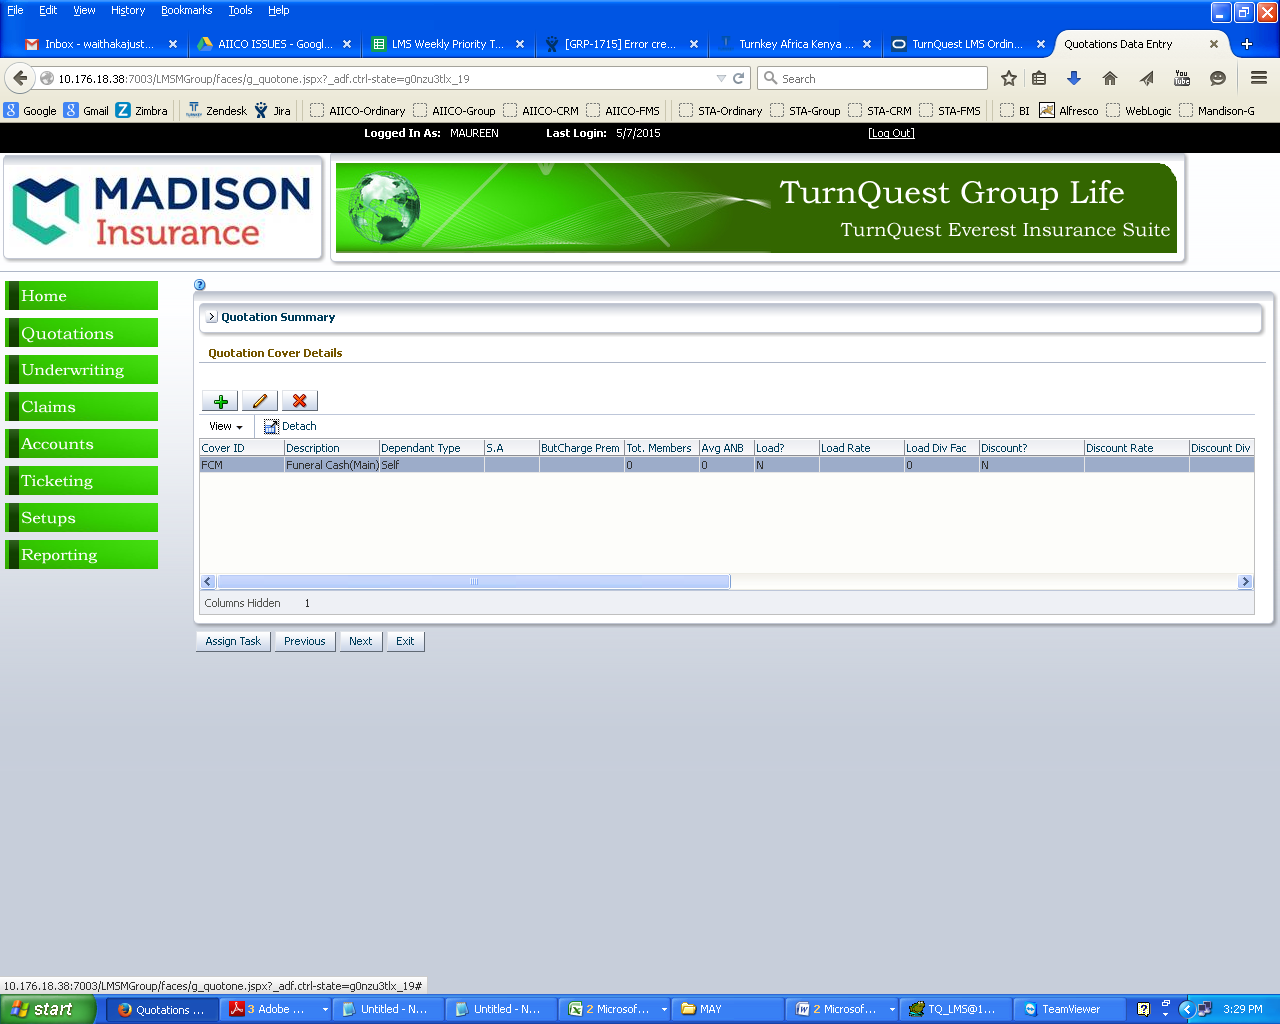 File Edit View History Bookmarks Tools Help
Inbox - waithakajust... AIICO ISSUES - Googl... LMS Weekly Priority T... [GRP-1715] Error cre... Turnkey Africa Kenya ... TurnQuest LMS Ordin... Quotations Data Entry
10.176.18.38:7003/LMSMGroup/faces/g_quotone.jspx?_adf.ctrl-state=g0nzu3tlx_19 Search
Google Gmail Zimbra Zendesk Jira AIICO-Ordinary AIICO-Group AIICO-CRM AIICO-FMS STA-Ordinary STA-Group STA-CRM STA-FMS BI Alfresco WebLogic Mandison-G
Logged In As: MAUREEN Last Login: 5/7/2015 [Log Out]
MADISON
Insurance
TurnQuest Group Life
TurnQuest Everest Insurance Suite
Home
Quotations
Underwriting
Claims
Accounts
Ticketing
Setups
Reporting
Quotation Summary
Quotation Cover Details
View Detach
Cover ID Description Dependant Type S.A ButCharge Prem Tot. Members Avg ANB Load? Load Rate Load Div Fac Discount? Discount Rate Discount Div
FCM Funeral Cash(Main) Self 0 0 N 0 N
Columns Hidden 1
Assign Task Previous Next Exit
10.176.18.38:7003/LMSMGroup/faces/g_quotone.jspx?_adf.ctrl-state=g0nzu3tlx_19#
start Quotations ... 3 Adobe ... Untitled - N... Untitled - N... 2 Microsof... MAY 2 Microsof... TQ_LMS@1... TeamViewer 3:29 PM